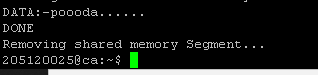 DATA:-poooda......
DONE
Removing shared memory Segment...
205120025@ca:~$